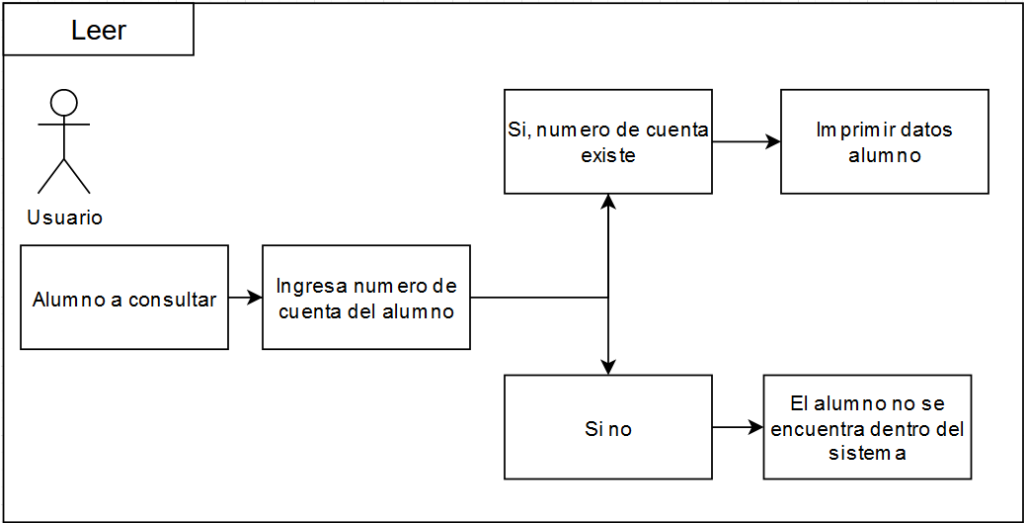 Leer
Usuario
Alumno a consultar
Ingresa numero de
cuenta del alumno
Si, numero de cuenta
existe
Imprimir datos
alumno
Si no
El alumno no se
encuentra dentro del
sistema